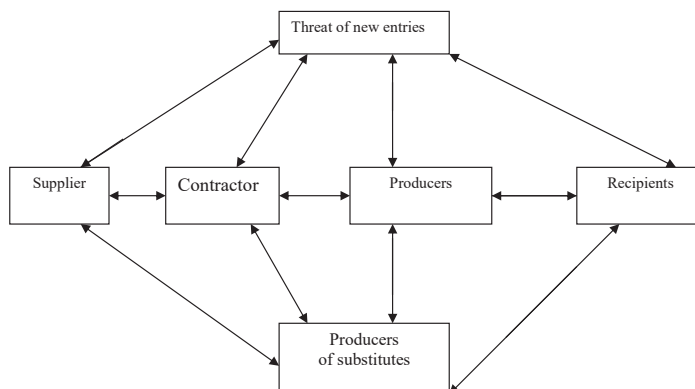 Threat of new entries
Supplier
Contractor
Producers
Recipients
Producers
of substitutes